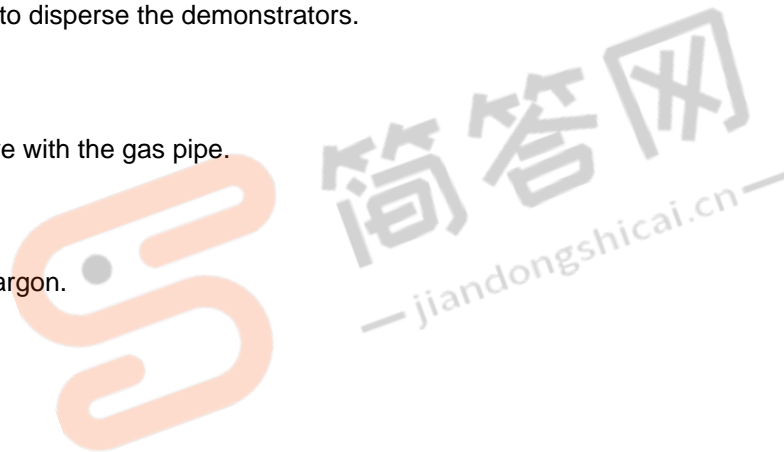 to disperse the demonstrators.
简答网
jiandongshicai.cn
with the gas pipe.
argon.